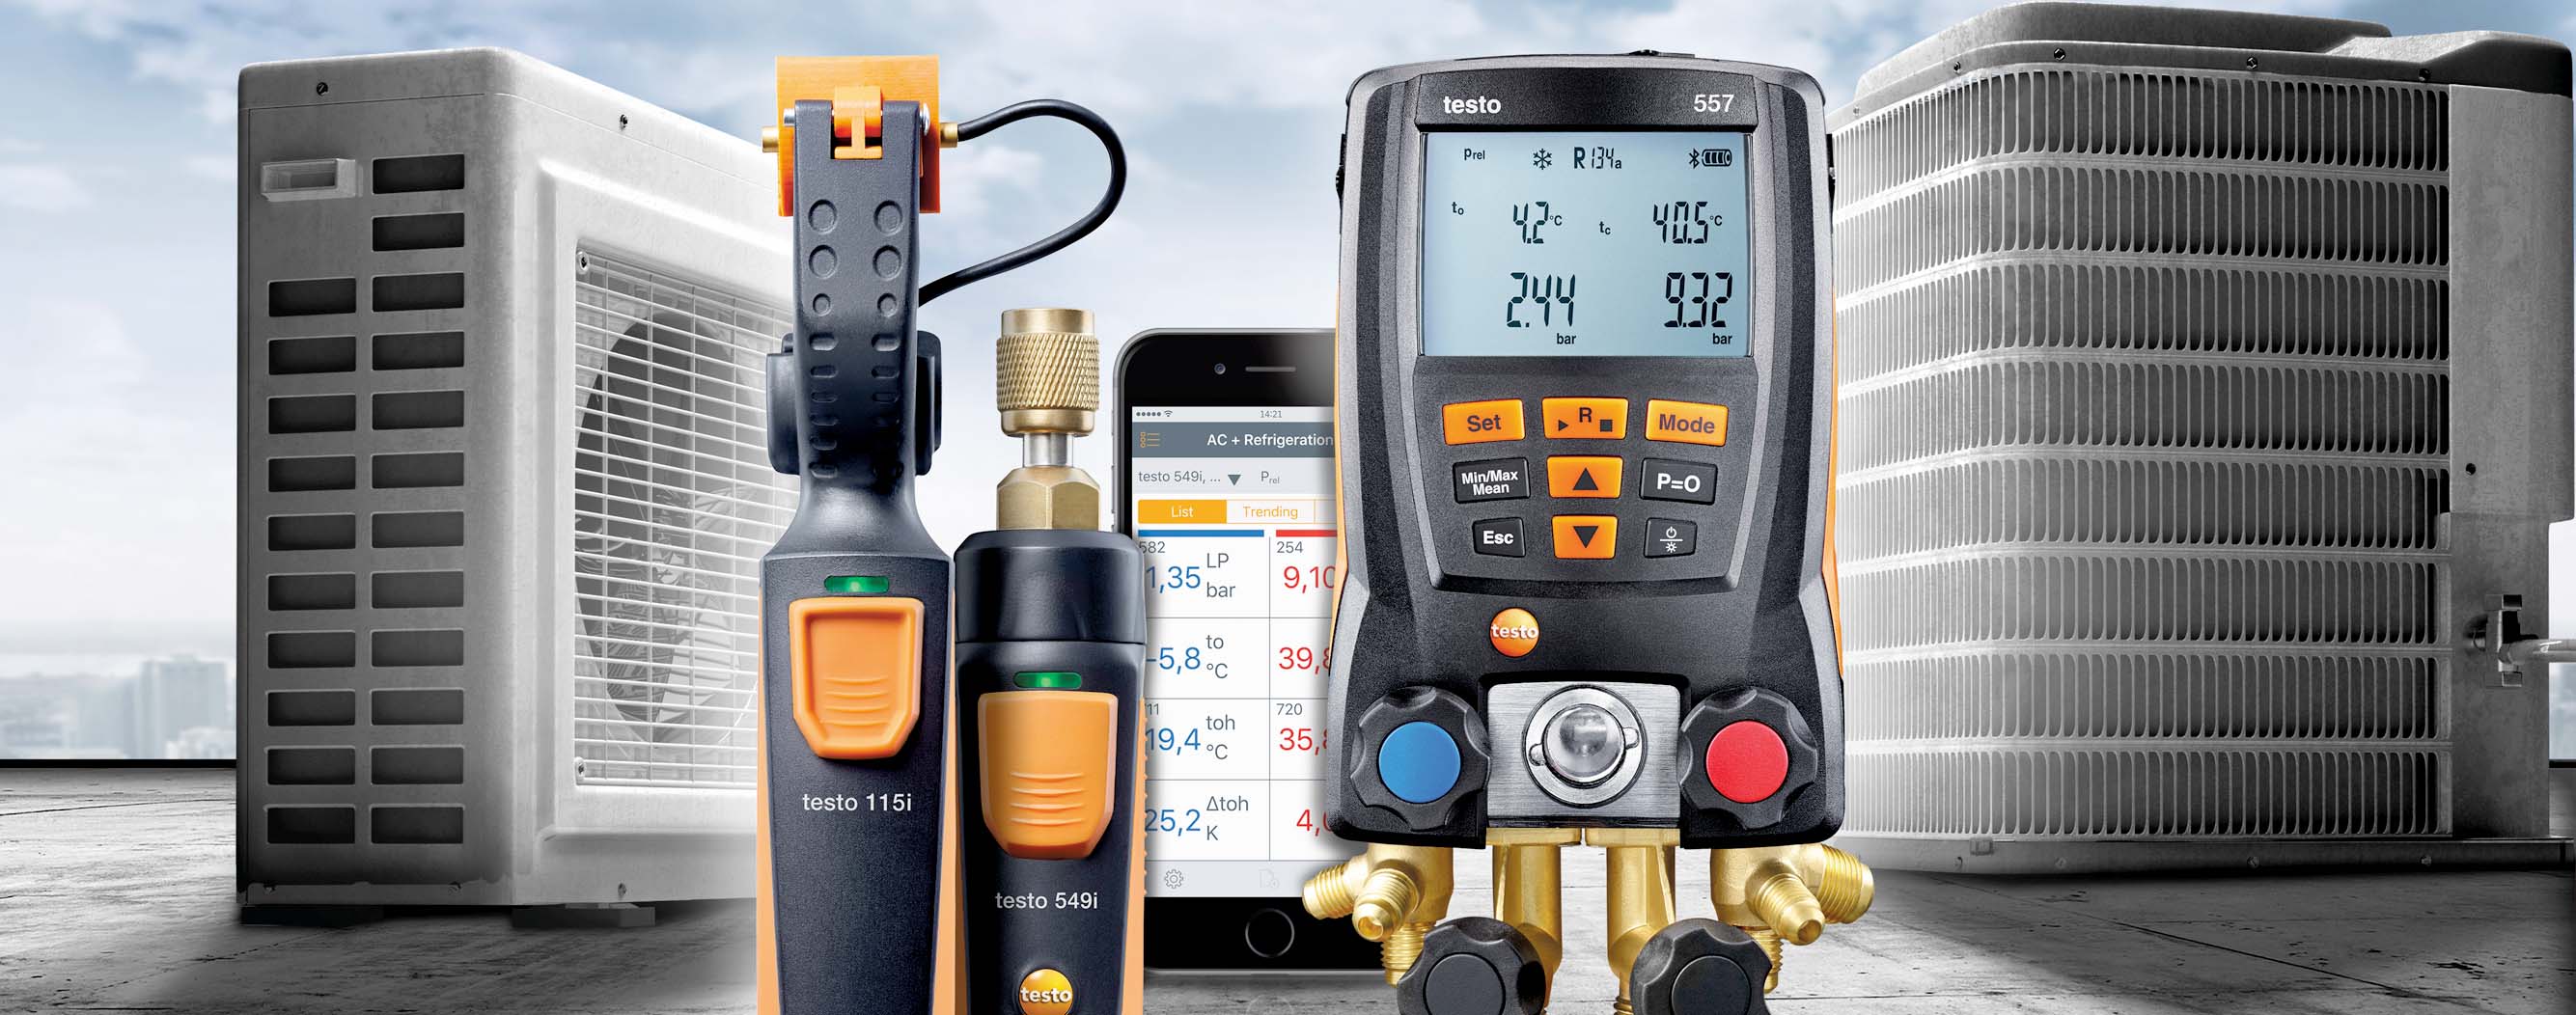 testo 557
Prel R134a
to 4.2 °C tc 40.5 °C
2.44 9.32
bar bar
Set R Mode
Min/Max
Mean
P=O
Esc
testo
testo 115i
testo 549i
testo
14:21
AC + Refrigeration
testo 549i, ... Prel
List Trending
582 254
1,35 LP
bar
9,10
-5,8 to
°C
39,8
11 720
19,4 toh
°C
35,8
25,2 Δtoh
K
4,0